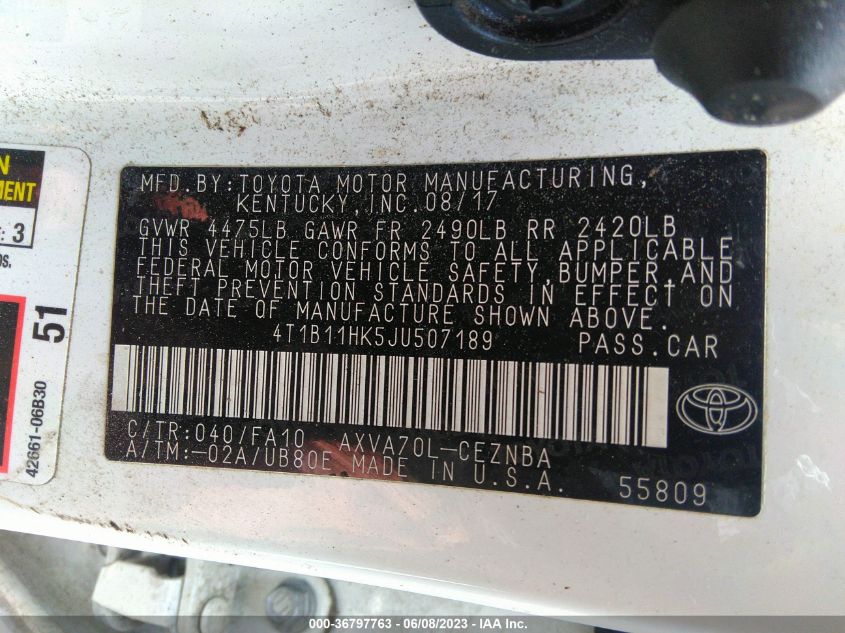 MFD.BY:TOYOTA MOTOR MANUFACTURING,
KENTUCKY,INC.08/17
GVWR 4475LB GAWR FR 2490LB RR 2420LB
THIS VEHICLE CONFORMS TO ALL APPLICABLE
FEDERAL MOTOR VEHICLE SAFETY,BUMPER,AND
THEFT PREVENTION STANDARDS IN EFFECT ON
THE DATE OF MANUFACTURE SHOWN ABOVE.
4T1B11HK5JU507189 PASS.CAR
C/TR:040/FA10 AXVA70L-CEZNBA
A/TM:-02A/UB80E MADE IN U.S.A.
55809
3
51
42661-06B30
000-36797763 - 06/08/2023 - IAA Inc.